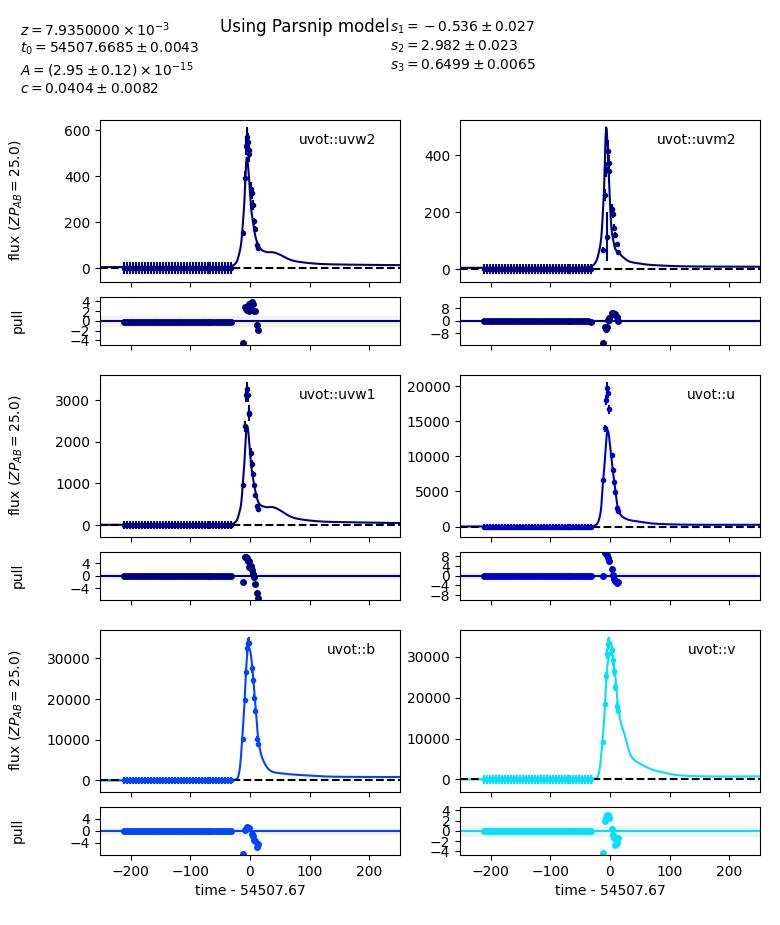 Using Parsnip model
z = 7.9350000 × 10⁻³
t₀ = 54507.6685 ± 0.0043
A = (2.95 ± 0.12) × 10⁻¹⁵
c = 0.0404 ± 0.0082
s₁ = −0.536 ± 0.027
s₂ = 2.982 ± 0.023
s₃ = 0.6499 ± 0.0065
flux (ZP_AB = 25.0)
600
400
200
0
uvot::uvw2
400
200
0
uvot::uvm2
pull
4
2
0
−2
−4
8
0
−8
flux (ZP_AB = 25.0)
3000
2000
1000
0
uvot::uvw1
20000
15000
10000
5000
0
uvot::u
pull
4
0
−4
8
4
0
−4
−8
flux (ZP_AB = 25.0)
30000
20000
10000
0
uvot::b
30000
20000
10000
0
uvot::v
pull
4
0
−4
4
2
0
−2
−4
−200 −100 0 100 200
−200 −100 0 100 200
time - 54507.67
time - 54507.67